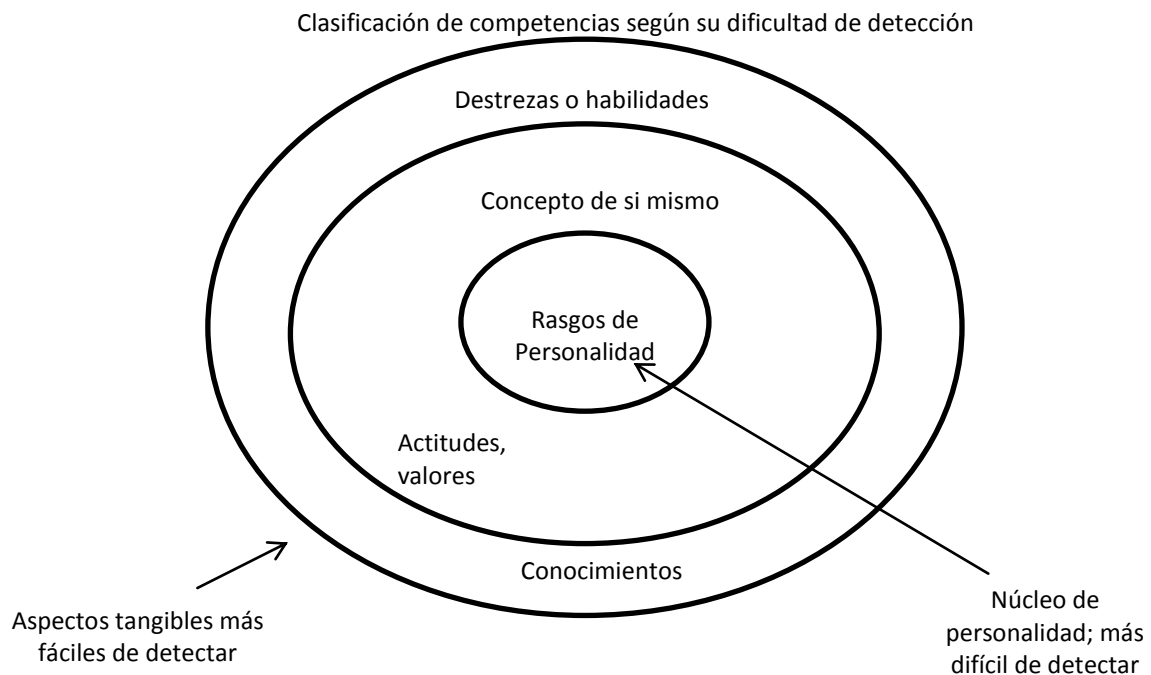 Clasificación de competencias según su dificultad de detección
Destrezas o habilidades
Concepto de si mismo
Rasgos de
Personalidad
Actitudes,
valores
Conocimientos
Aspectos tangibles más
fáciles de detectar
Núcleo de
personalidad; más
difícil de detectar